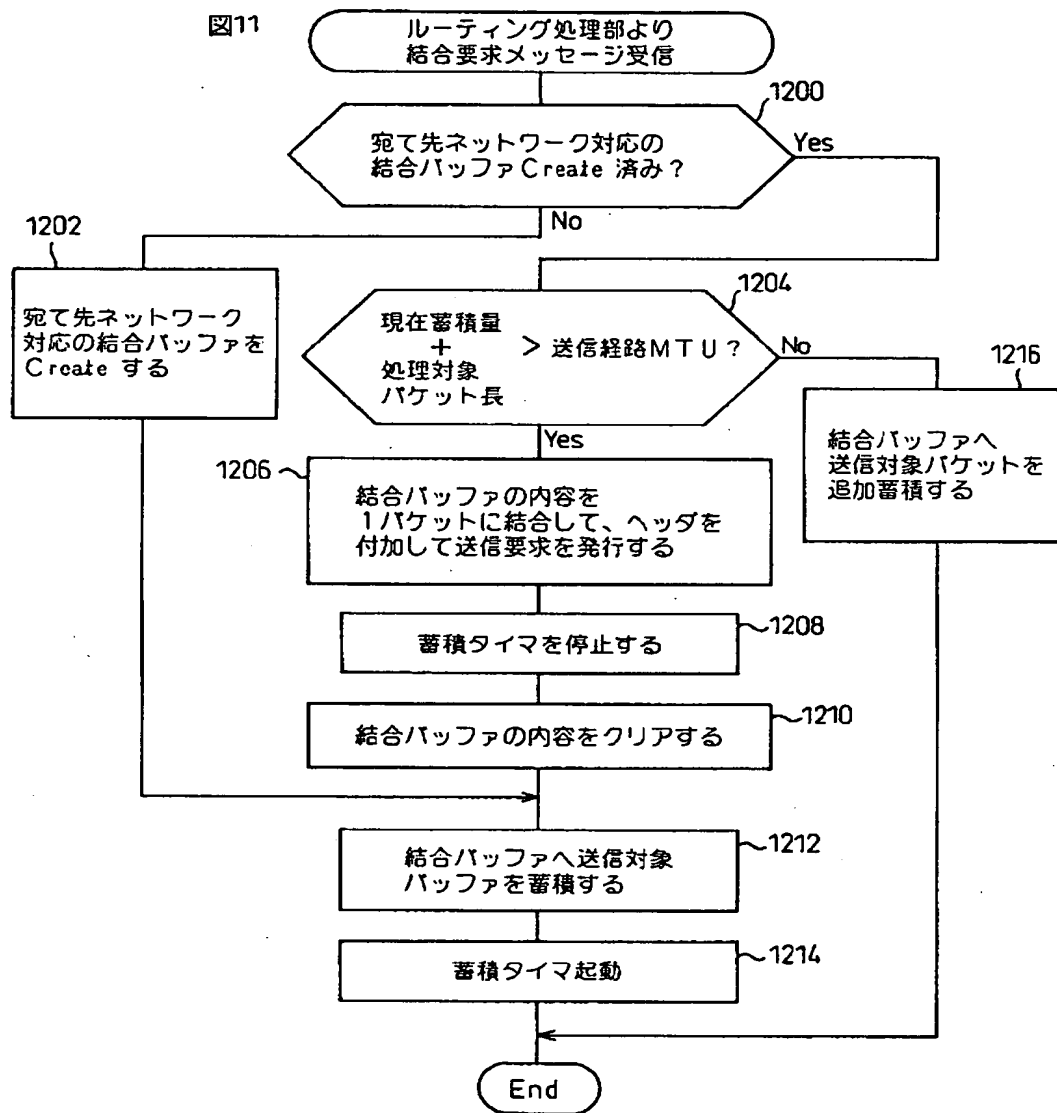 図11
ルーティング処理部より
結合要求メッセージ受信
1200
宛て先ネットワーク対応の
結合バッファCreate 済み？
Yes
No
1202
宛て先ネットワーク
対応の結合バッファを
Create する
1204
現在蓄積量
+
処理対象
パケット長
> 送信経路MTU？
No
Yes
1216
結合バッファへ
送信対象パケットを
追加蓄積する
1206
結合バッファの内容を
1パケットに結合して、ヘッダを
付加して送信要求を発行する
1208
蓄積タイマを停止する
1210
結合バッファの内容をクリアする
1212
結合バッファへ送信対象
バッファを蓄積する
1214
蓄積タイマ起動
End